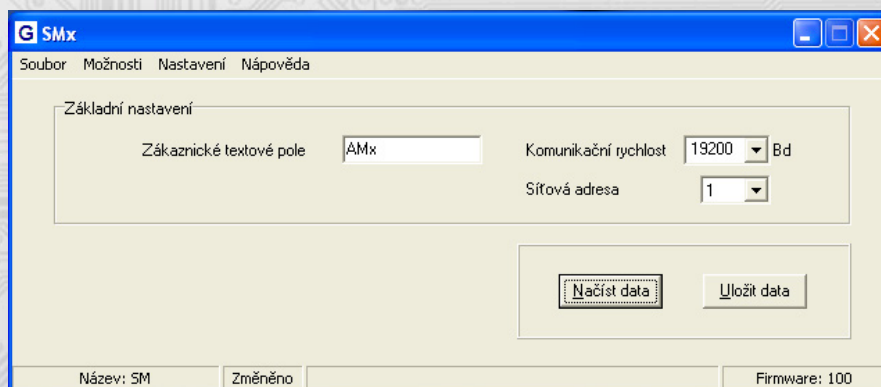 G SMx
Soubor Možnosti Nastavení Nápověda
Základní nastavení
Zákaznické textové pole AMx Komunikační rychlost 19200 Bd
Síťová adresa 1
Načíst data Uložit data
Název: SM Změněno Firmware: 100